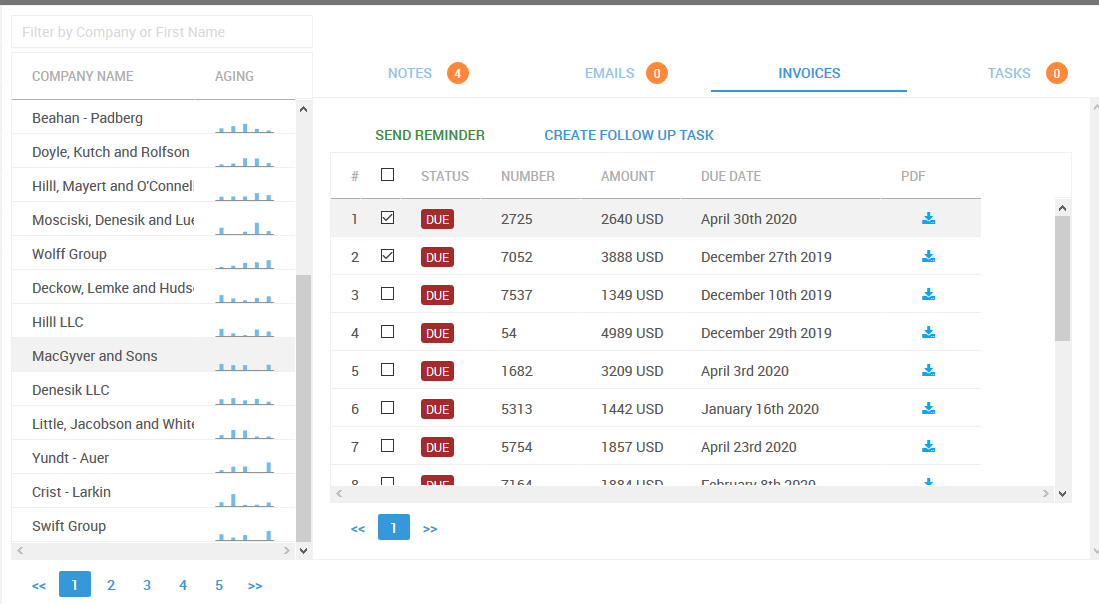 Filter by Company or First Name
COMPANY NAME AGING
Beahan - Padberg
Doyle, Kutch and Rolfson
Hilll, Mayert and O'Connell
Mosciski, Denesik and Lue
Wolff Group
Deckow, Lemke and Hudso
Hilll LLC
MacGyver and Sons
Denesik LLC
Little, Jacobson and White
Yundt - Auer
Crist - Larkin
Swift Group
<< 1 2 3 4 5 >>
NOTES 4 EMAILS 0 INVOICES TASKS 0
SEND REMINDER CREATE FOLLOW UP TASK
# STATUS NUMBER AMOUNT DUE DATE PDF
1 DUE 2725 2640 USD April 30th 2020
2 DUE 7052 3888 USD December 27th 2019
3 DUE 7537 1349 USD December 10th 2019
4 DUE 54 4989 USD December 29th 2019
5 DUE 1682 3209 USD April 3rd 2020
6 DUE 5313 1442 USD January 16th 2020
7 DUE 5754 1857 USD April 23rd 2020
8 DUE 7164 1884 USD February 8th 2020
<< 1 >>